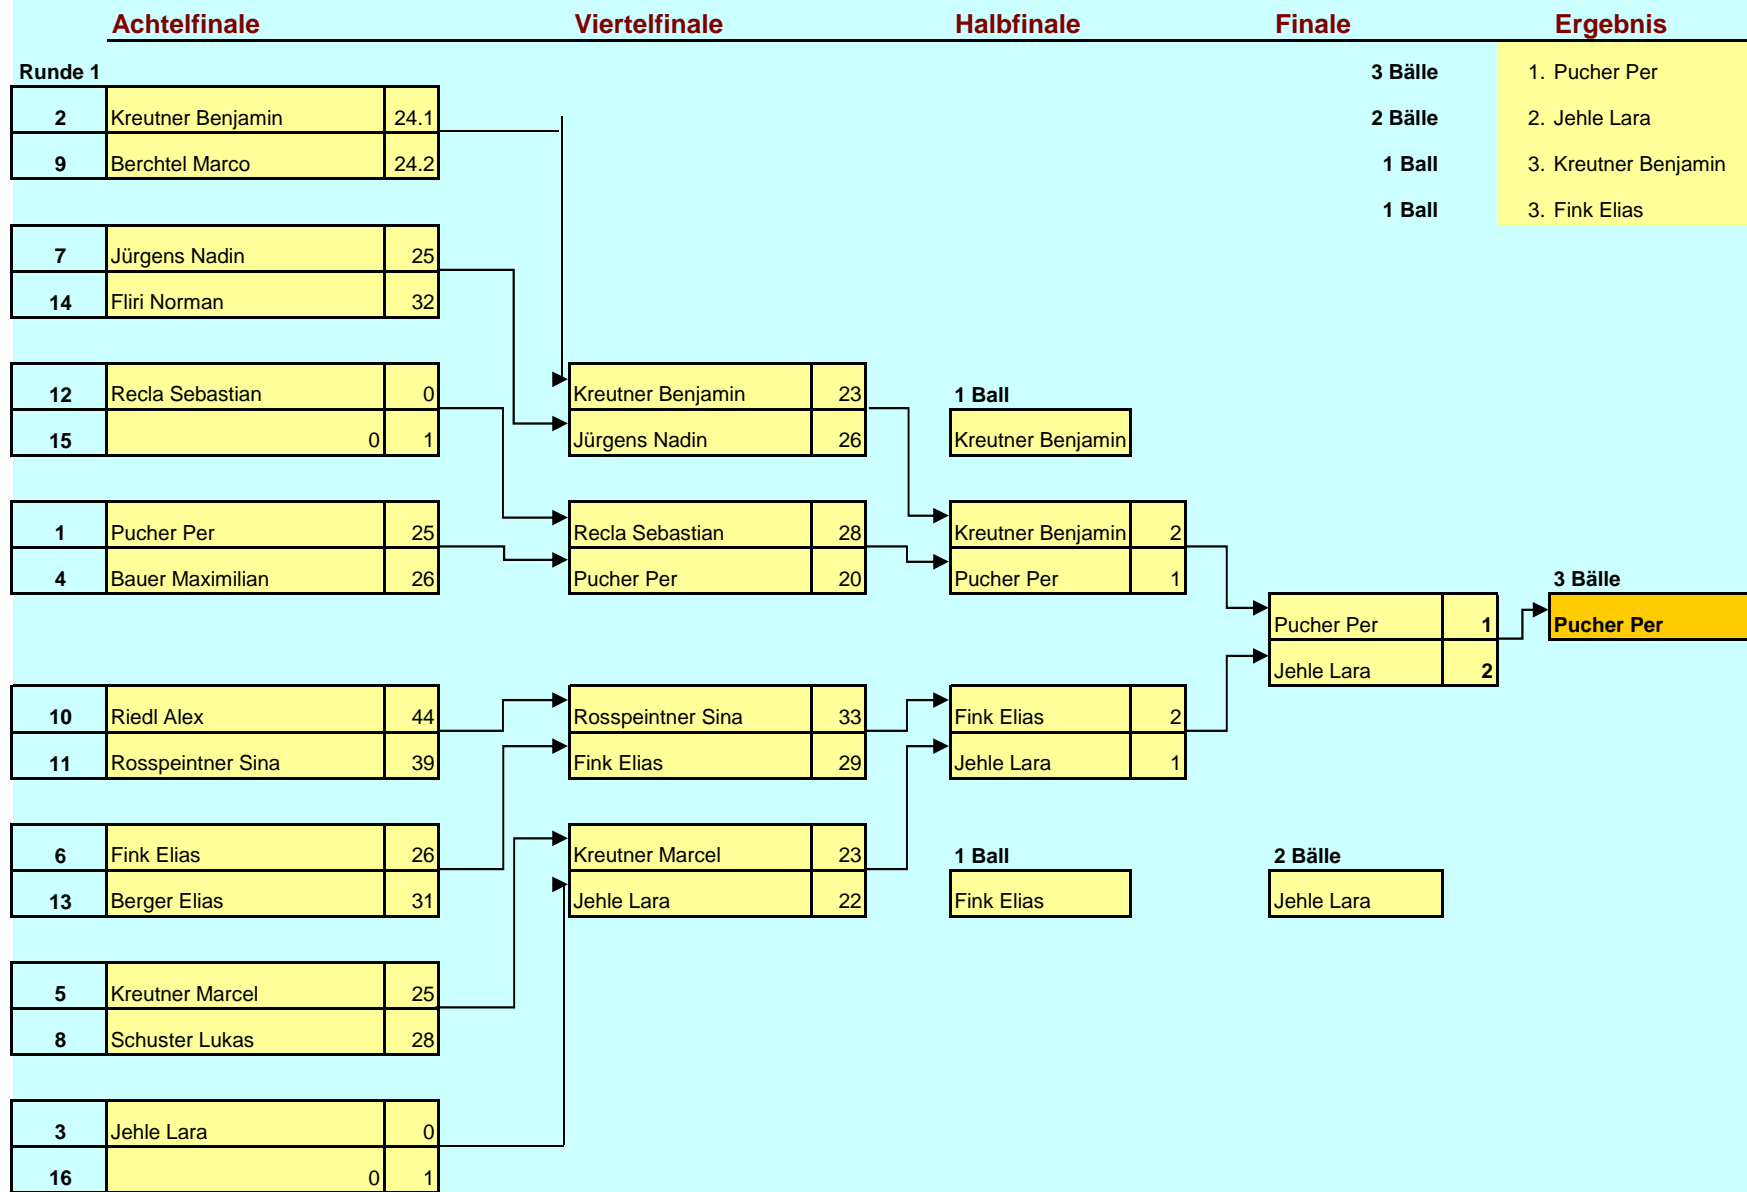 Achtelfinale Viertelfinale Halbfinale Finale Ergebnis
Runde 1 3 Bälle 1. Pucher Per
2 Kreutner Benjamin 24.1 2 Bälle 2. Jehle Lara
9 Berchtel Marco 24.2 1 Ball 3. Kreutner Benjamin
1 Ball 3. Fink Elias
7 Jürgens Nadin 25
14 Fliri Norman 32
12 Recla Sebastian 0 Kreutner Benjamin 23 1 Ball
15 0 1 Jürgens Nadin 26 Kreutner Benjamin
1 Pucher Per 25 Recla Sebastian 28 Kreutner Benjamin 2
4 Bauer Maximilian 26 Pucher Per 20 Pucher Per 1 3 Bälle
Pucher Per 1 Pucher Per
Jehle Lara 2
10 Riedl Alex 44 Rosspeintner Sina 33 Fink Elias 2
11 Rosspeintner Sina 39 Fink Elias 29 Jehle Lara 1
6 Fink Elias 26 Kreutner Marcel 23 1 Ball 2 Bälle
13 Berger Elias 31 Jehle Lara 22 Fink Elias Jehle Lara
5 Kreutner Marcel 25
8 Schuster Lukas 28
3 Jehle Lara 0
16 0 1